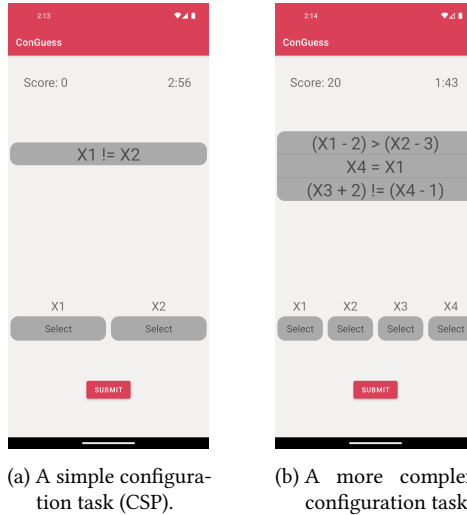 2:13
ConGuess
Score: 0 2:56
X1 != X2
X1 X2
Select Select
SUBMIT
(a) A simple configura-
tion task (CSP).
2:14
ConGuess
Score: 20 1:43
(X1 - 2) > (X2 - 3)
X4 = X1
(X3 + 2) != (X4 - 1)
X1 X2 X3 X4
Select Select Select Select
SUBMIT
(b) A more comple
configuration task